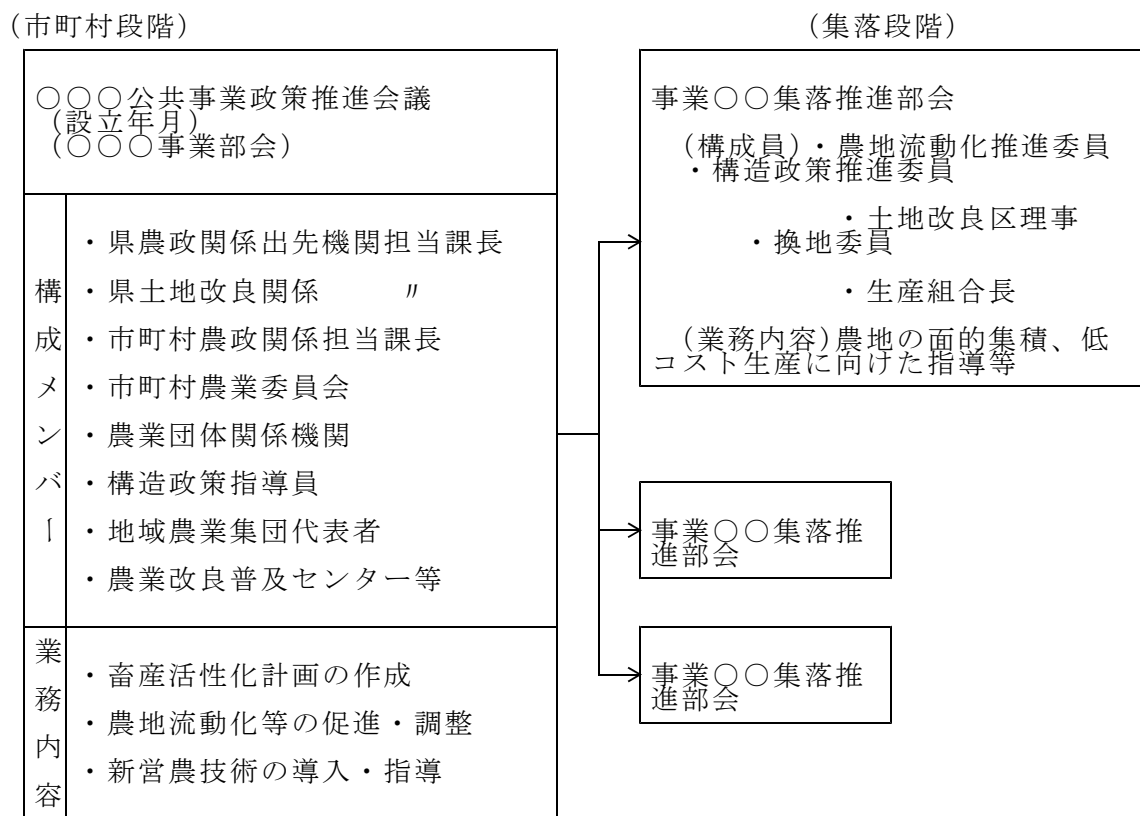 (市町村段階)
(集落段階)
○○○公共事業政策推進会議
(設立年月)
(○○○事業部会)
構成メンバー
・県農政関係出先機関担当課長
・県土地改良関係　　〃
・市町村農政関係担当課長
・市町村農業委員会
・農業団体関係機関
・構造政策指導員
・地域農業集団代表者
・農業改良普及センター等
業務内容
・畜産活性化計画の作成
・農地流動化等の促進・調整
・新営農技術の導入・指導
事業○○集落推進部会
(構成員)・農地流動化推進委員
・構造政策推進委員
・土地改良区理事
・換地委員
・生産組合長
(業務内容)農地の面的集積、低
コスト生産に向けた指導等
事業○○集落推
進部会
事業○○集落推
進部会